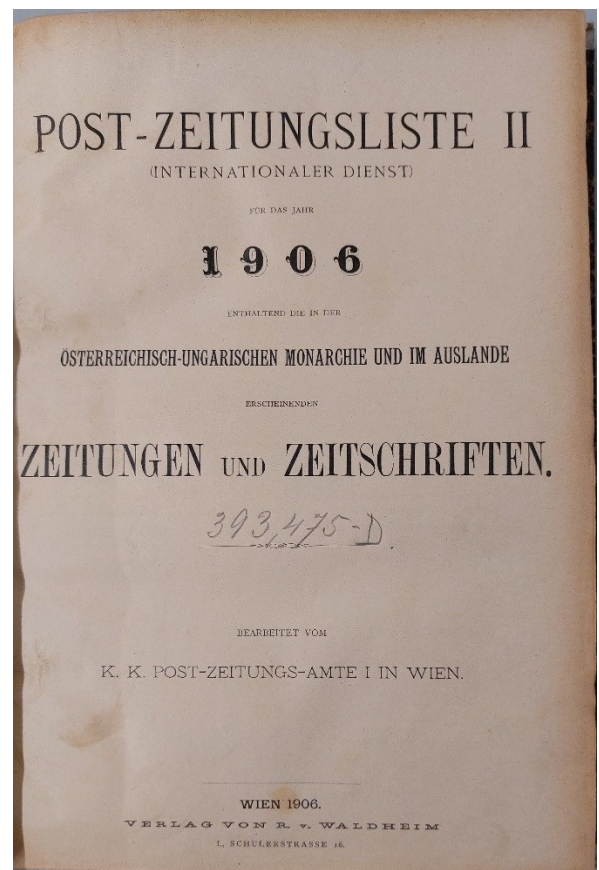 POST-ZEITUNGSLISTE II
(INTERNATIONALER DIENST)
FÜR DAS JAHR
1906
ENTHALTEND DIE IN DER
ÖSTERREICHISCH-UNGARISCHEN MONARCHIE UND IM AUSLANDE
ERSCHEINENDEN
ZEITUNGEN UND ZEITSCHRIFTEN.
393,475-D.
BEARBEITET VOM
K. K. POST-ZEITUNGS-AMTE I IN WIEN.
WIEN 1906.
VERLAG VON R. v. WALDHEIM
I., SCHULERSTRASSE 16.